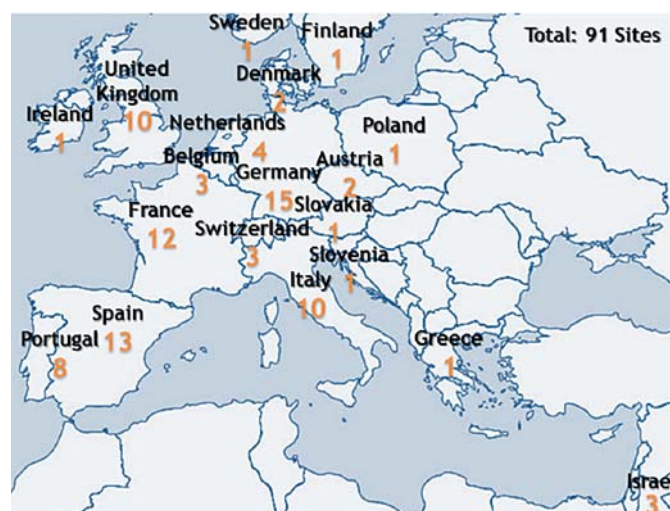 Sweden
1
Finland
1
Total: 91 Sites
United
Kingdom
10
Denmark
2
Ireland
1
Netherlands
4
Poland
1
Belgium
3
Germany
15
Austria
2
France
12
Switzerland
3
Slovakia
1
Slovenia
1
Italy
10
Spain
13
Portugal
8
Greece
1
Israe
3